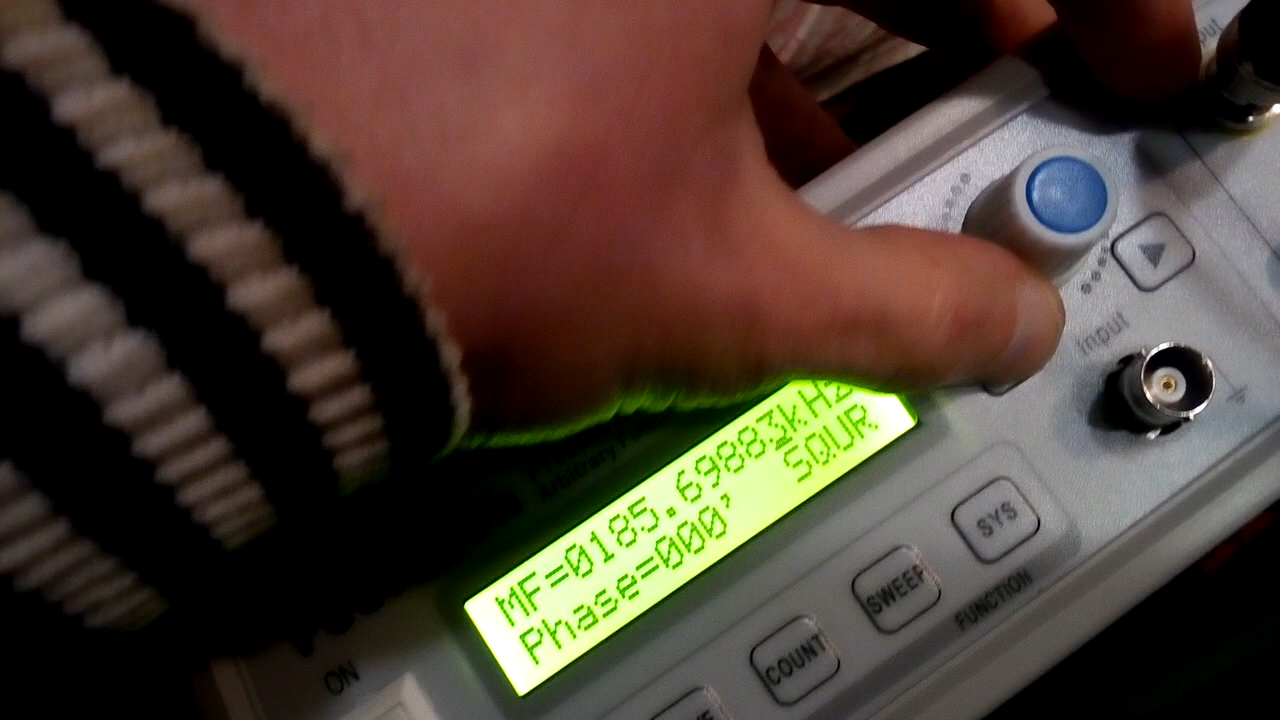 MF=0185.69883kHz
Phase=000’ SQUR
Input
SYS
SWEEP
COUNT
FUNCTION
ON